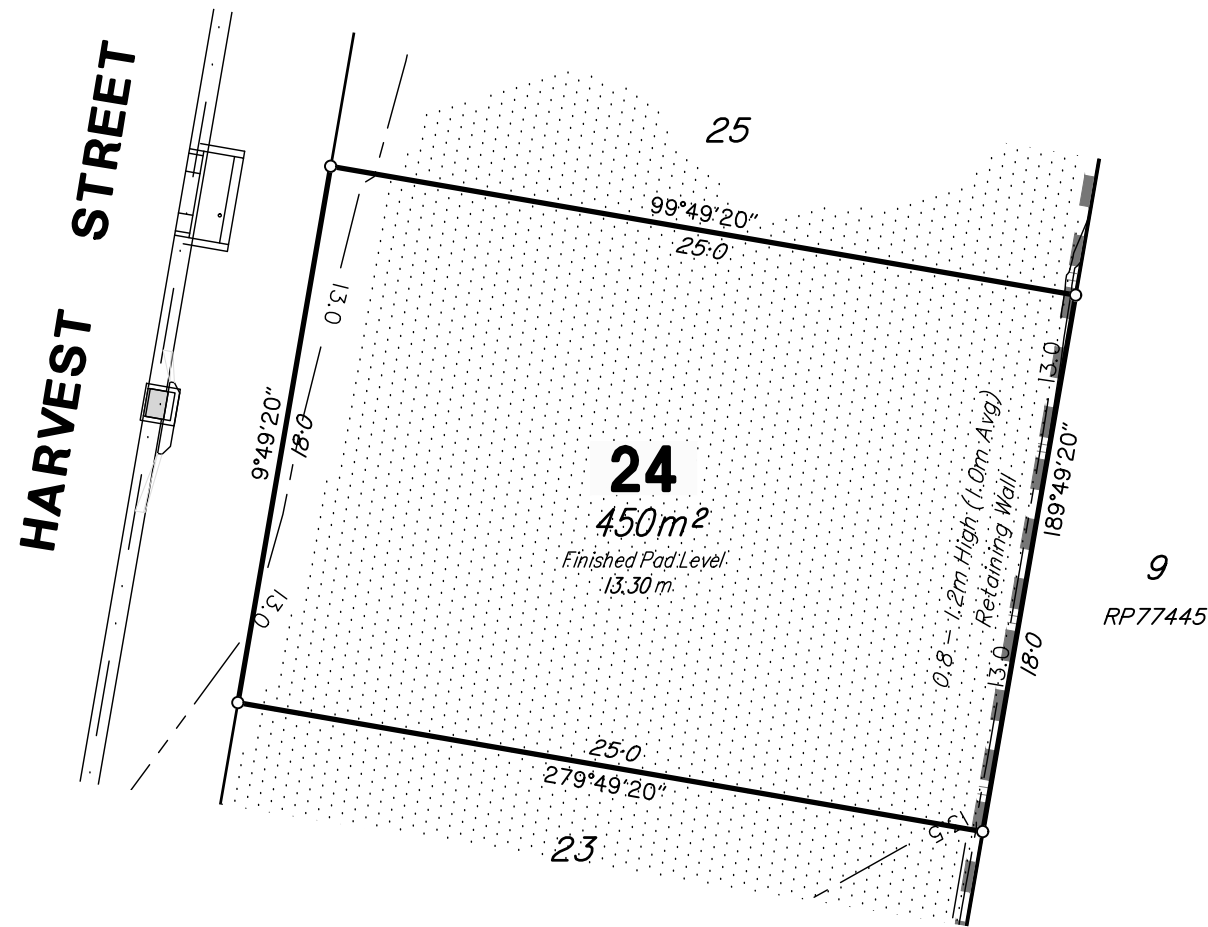 HARVEST STREET
25
99°49'20"
25·0
13.0
13.0
9°49'20"
18·0
24
450m²
Finished Pad Level
13.30 m
0.8 – 1.2m High (1.0m Avg)
Retaining Wall
189°49'20"
9
RP77445
13.0
13.0
18·0
25·0
279°49'20"
13.5
23